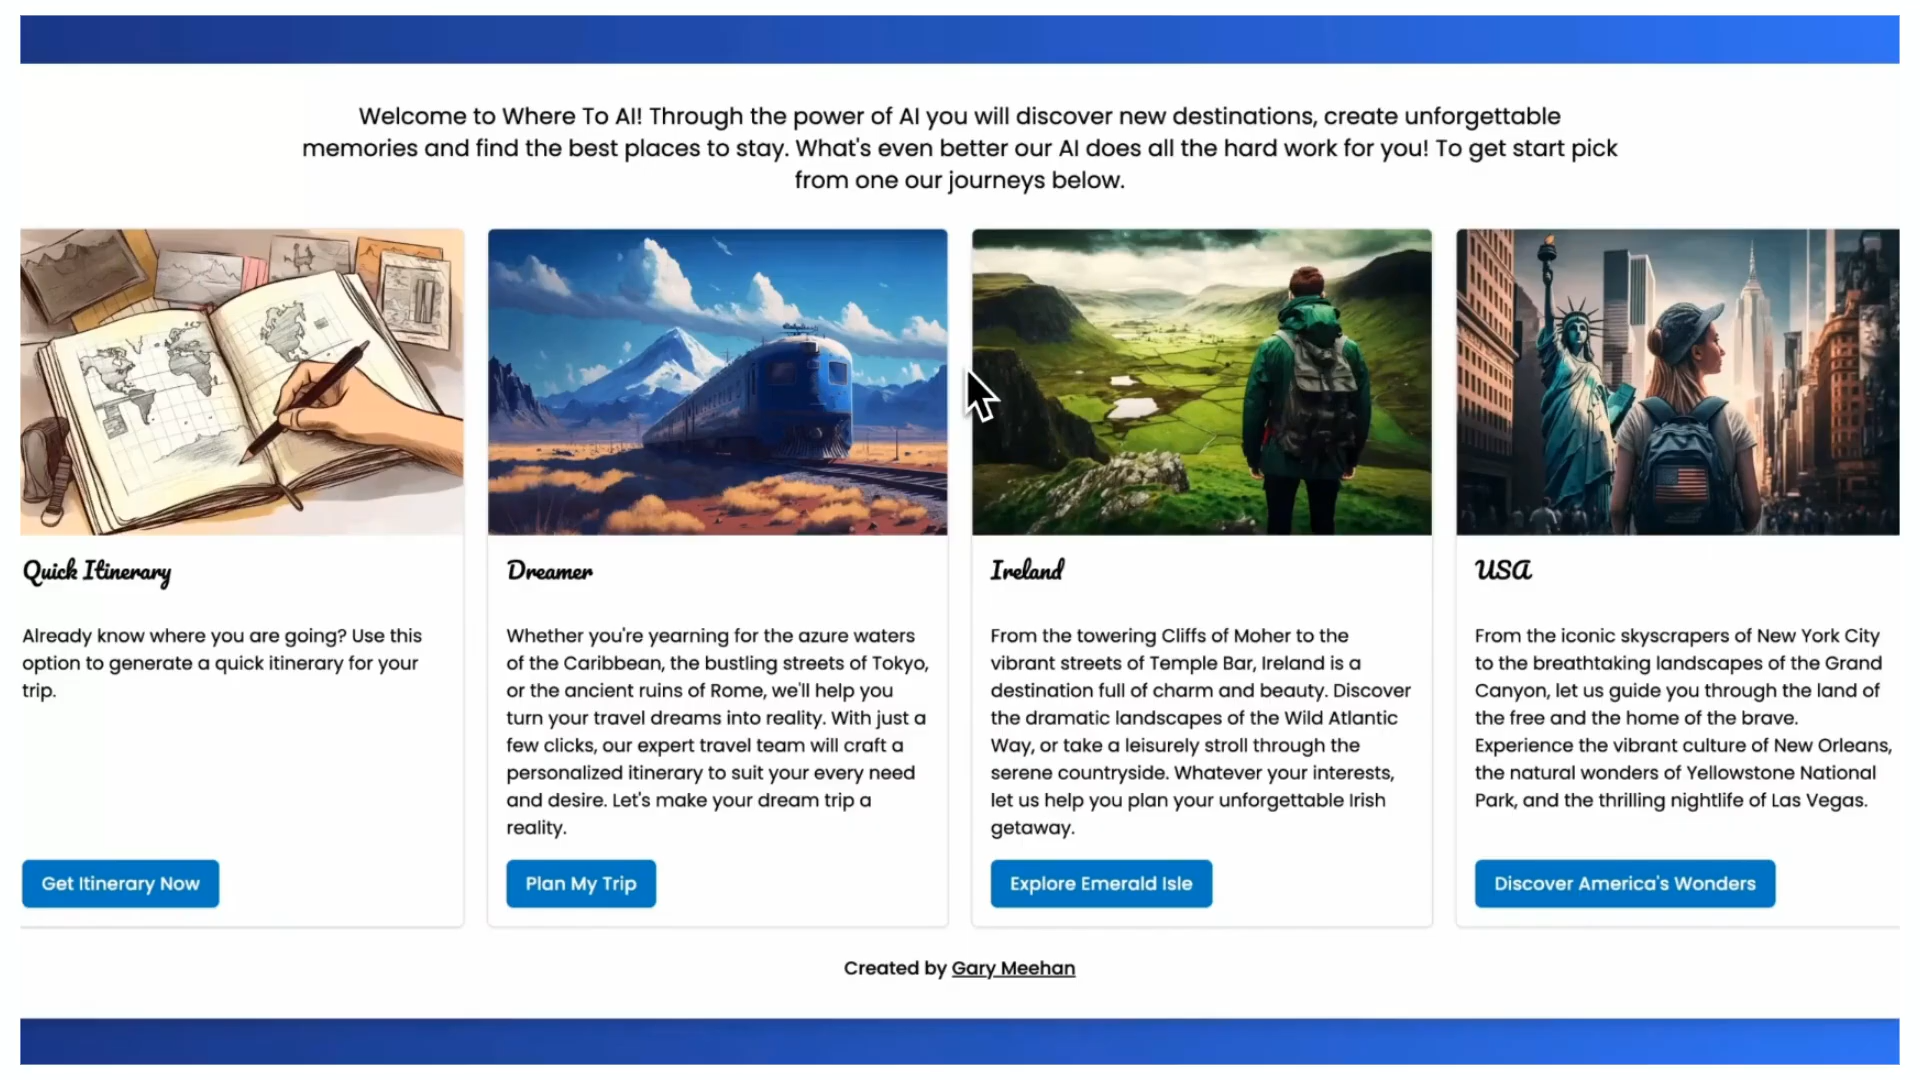 Welcome to Where To AI! Through the power of AI you will discover new destinations, create unforgettable
memories and find the best places to stay. What's even better our AI does all the hard work for you! To get start pick
from one our journeys below.
Quick Itinerary
Already know where you are going? Use this
option to generate a quick itinerary for your
trip.
Get Itinerary Now
Dreamer
Whether you're yearning for the azure waters
of the Caribbean, the bustling streets of Tokyo,
or the ancient ruins of Rome, we'll help you
turn your travel dreams into reality. With just a
few clicks, our expert travel team will craft a
personalized itinerary to suit your every need
and desire. Let's make your dream trip a
reality.
Plan My Trip
Ireland
From the towering Cliffs of Moher to the
vibrant streets of Temple Bar, Ireland is a
destination full of charm and beauty. Discover
the dramatic landscapes of the Wild Atlantic
Way, or take a leisurely stroll through the
serene countryside. Whatever your interests,
let us help you plan your unforgettable Irish
getaway.
Explore Emerald Isle
USA
From the iconic skyscrapers of New York City
to the breathtaking landscapes of the Grand
Canyon, let us guide you through the land of
the free and the home of the brave.
Experience the vibrant culture of New Orleans,
the natural wonders of Yellowstone National
Park, and the thrilling nightlife of Las Vegas.
Discover America's Wonders
Created by Gary Meehan